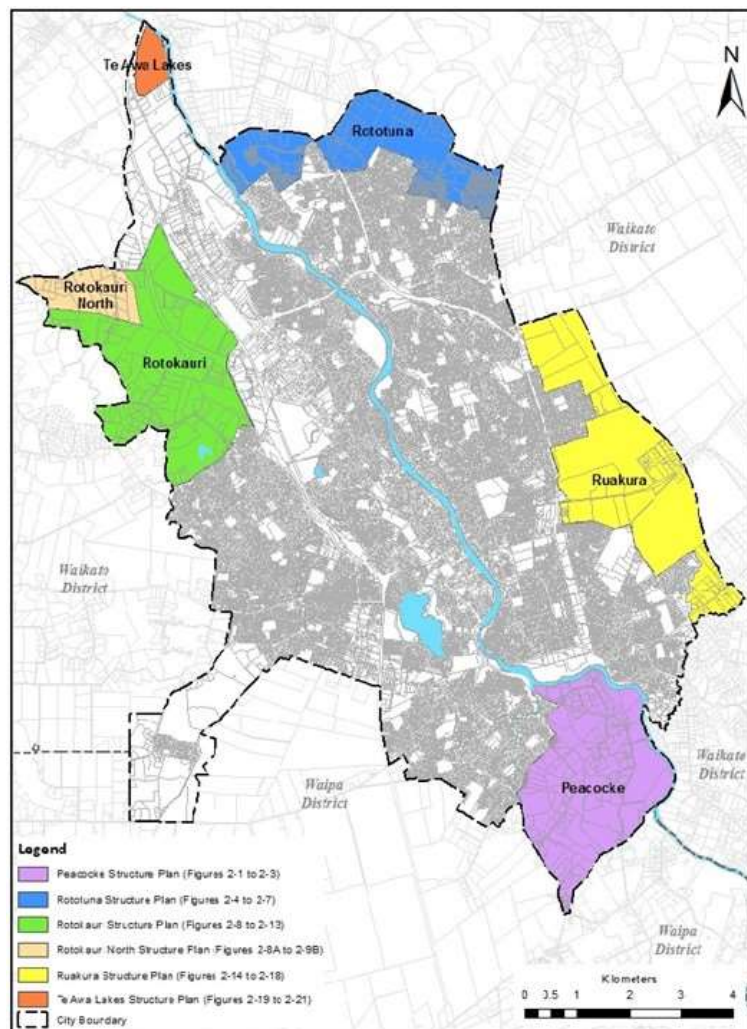 Te Awa Lakes
N
Rototuna
Waikato
District
Rotokauri
North
Rotokauri
Ruakura
Waikato
District
Waikato
District
Peacocke
Waipa
District
Waipa
District
Legend
Peacocke Structure Plan (Figures 2-1 to 2-3)
Rototuna Structure Plan (Figures 2-4 to 2-7)
Rotokaur Structure Plan (Figures 2-8 to 2-13)
Rotokaur North Structure Plan (Figures 2-8A to 2-9B)
Ruakura Structure Plan (Figures 2-14 to 2-18)
Te Awa Lakes Structure Plan (Figures 2-19 to 2-21)
City Boundary
Kilometers
0 0.5 1 2 3 4